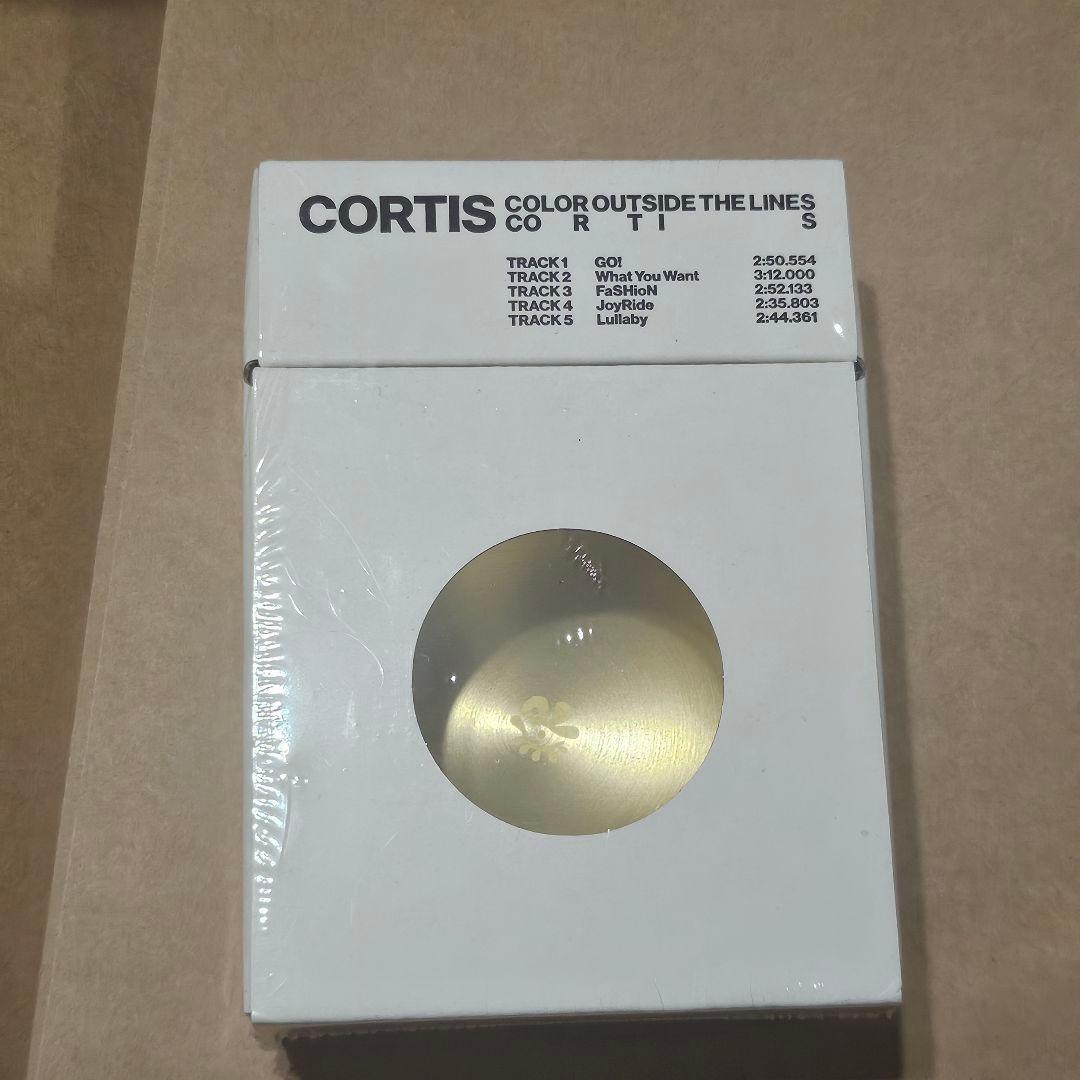 CORTIS COLOR OUTSIDE THE LINES
CO R T I S
TRACK 1 GO! 2:50.554
TRACK 2 What You Want 3:12.000
TRACK 3 FaSHioN 2:52.133
TRACK 4 JoyRide 2:35.803
TRACK 5 Lullaby 2:44.361